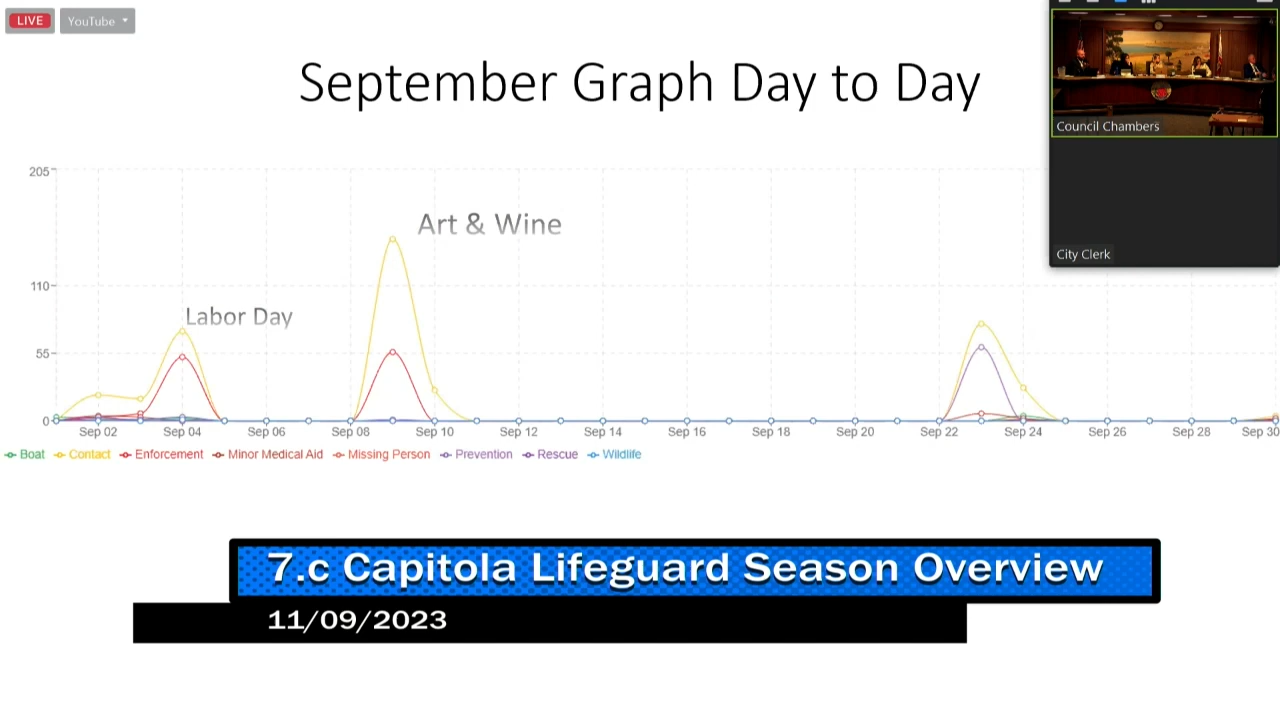 LIVE
YouTube
September Graph Day to Day
Council Chambers
City Clerk
205
110
55
0
Art & Wine
Labor Day
Sep 02 Sep 04 Sep 06 Sep 08 Sep 10 Sep 12 Sep 14 Sep 16 Sep 18 Sep 20 Sep 22 Sep 24 Sep 26 Sep 28 Sep 30
Boat Contact Enforcement Minor Medical Aid Missing Person Prevention Rescue Wildlife
7.c Capitola Lifeguard Season Overview
11/09/2023